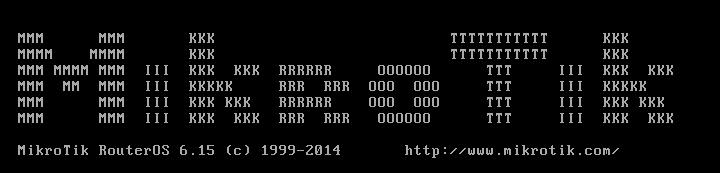 MMM      MMM       KKK                          TTTTTTTTTTT      KKK
MMMM    MMMM       KKK                          TTTTTTTTTTT      KKK
MMM MMMM MMM  III  KKK  KKK  RRRRRR     OOOOOO      TTT     III  KKK  KKK
MMM  MM  MMM  III  KKKKK     RRR  RRR  OOO  OOO     TTT     III  KKKKK
MMM      MMM  III  KKK KKK   RRRRRR    OOO  OOO     TTT     III  KKK KKK
MMM      MMM  III  KKK  KKK  RRR  RRR   OOOOOO      TTT     III  KKK  KKK
MikroTik RouterOS 6.15 (c) 1999-2014       http://www.mikrotik.com/